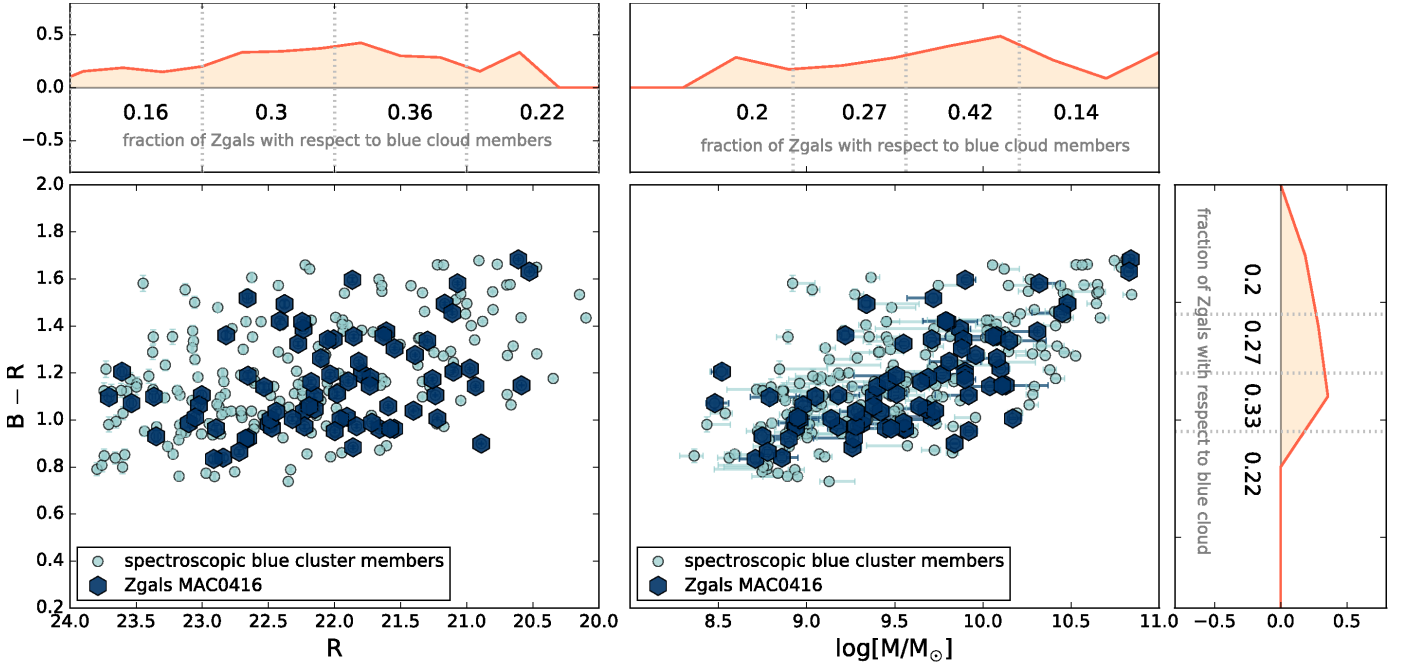 0.5
0.0
−0.5
0.16 0.3 0.36 0.22
fraction of Zgals with respect to blue cloud members
0.2 0.27 0.42 0.14
fraction of Zgals with respect to blue cloud members
2.0
1.8
1.6
1.4
1.2
1.0
0.8
0.6
0.4
0.2
B − R
spectroscopic blue cluster members
Zgals MAC0416
24.0 23.5 23.0 22.5 22.0 21.5 21.0 20.5 20.0
R
spectroscopic blue cluster members
Zgals MAC0416
8.5 9.0 9.5 10.0 10.5 11.0
log[M/M☉]
0.2 0.27 0.33 0.22
fraction of Zgals with respect to blue cloud
−0.5 0.0 0.5